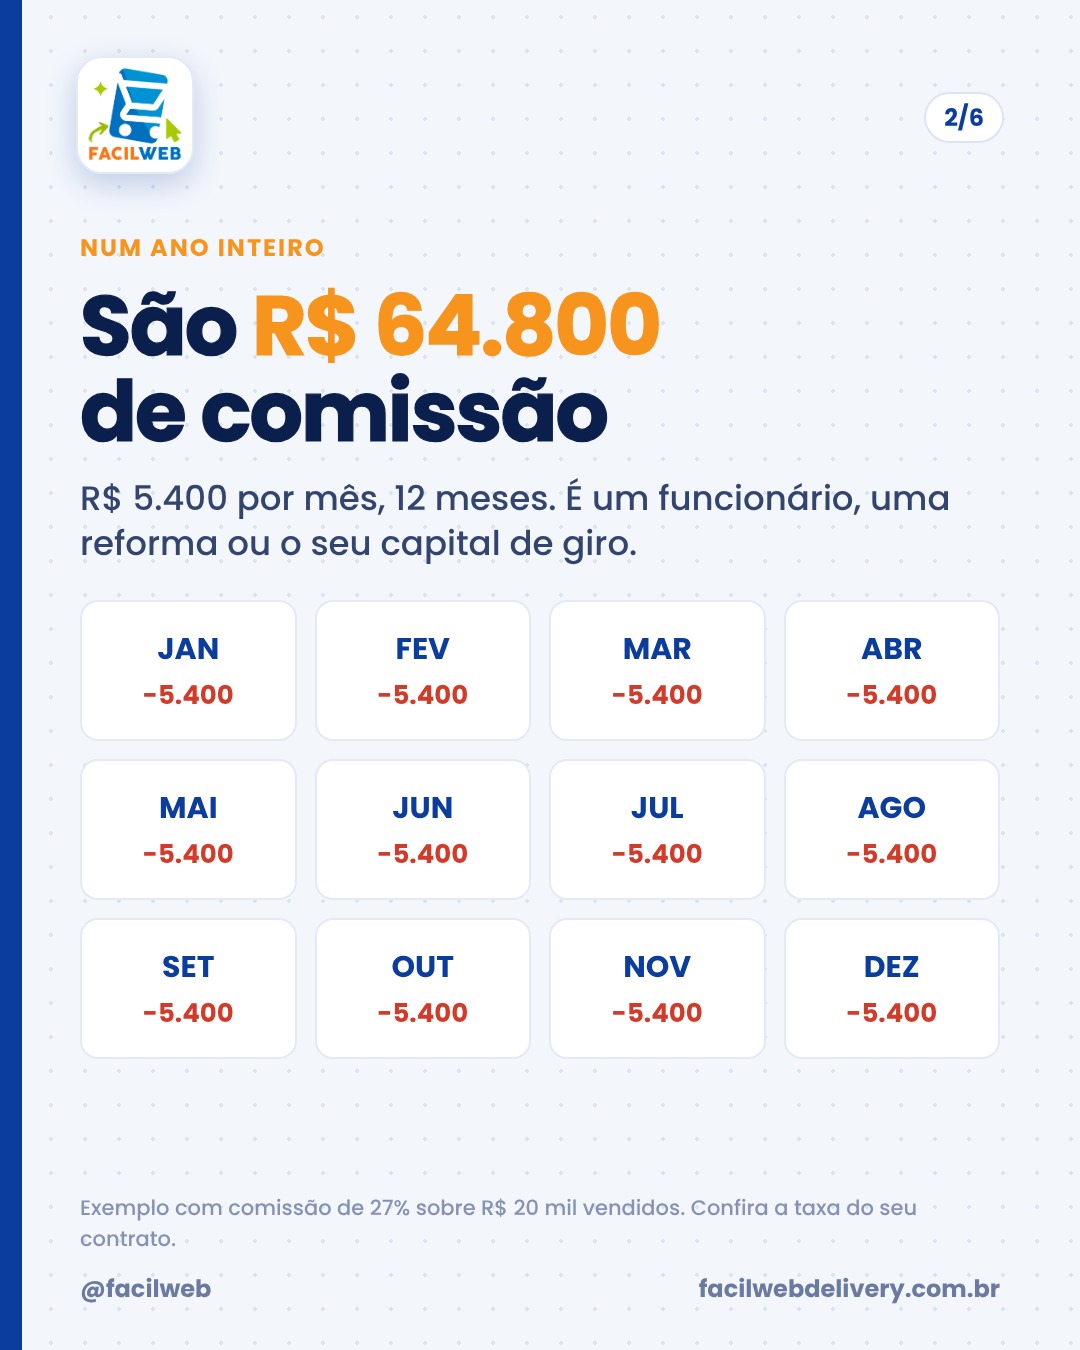 FACILWEB
2/6
NUM ANO INTEIRO
São R$ 64.800
de comissão
R$ 5.400 por mês, 12 meses. É um funcionário, uma
reforma ou o seu capital de giro.
JAN
-5.400
FEV
-5.400
MAR
-5.400
ABR
-5.400
MAI
-5.400
JUN
-5.400
JUL
-5.400
AGO
-5.400
SET
-5.400
OUT
-5.400
NOV
-5.400
DEZ
-5.400
Exemplo com comissão de 27% sobre R$ 20 mil vendidos. Confira a taxa do seu
contrato.
@facilweb
facilwebdelivery.com.br